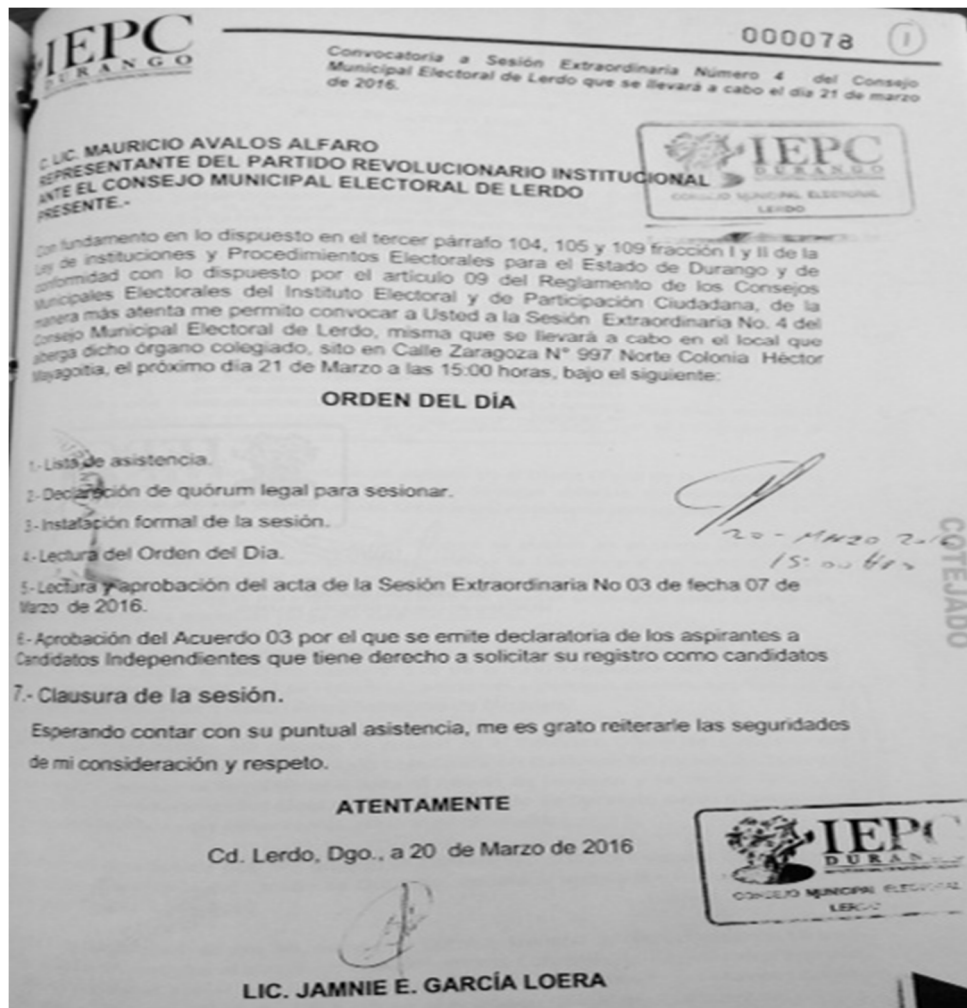 IEPC
DURANGO
000078
1
Convocatoria a Sesión Extraordinaria Número 4 del Consejo
Municipal Electoral de Lerdo que se llevará a cabo el día 21 de marzo
de 2016.
C. LIC. MAURICIO AVALOS ALFARO
REPRESENTANTE DEL PARTIDO REVOLUCIONARIO INSTITUCIONAL
ANTE EL CONSEJO MUNICIPAL ELECTORAL DE LERDO
PRESENTE.-
IEPC
DURANGO
CONSEJO MUNICIPAL ELECTORAL
LERDO
Con fundamento en lo dispuesto en el tercer párrafo 104, 105 y 109 fracción I y II de la
Ley de instituciones y Procedimientos Electorales para el Estado de Durango y de
conformidad con lo dispuesto por el artículo 09 del Reglamento de los Consejos
Municipales Electorales del Instituto Electoral y de Participación Ciudadana, de la
manera más atenta me permito convocar a Usted a la Sesión Extraordinaria No. 4 del
Consejo Municipal Electoral de Lerdo, misma que se llevará a cabo en el local que
alberga dicho órgano colegiado, sito en Calle Zaragoza N° 997 Norte Colonia Héctor
Mayagoitia, el próximo día 21 de Marzo a las 15:00 horas, bajo el siguiente:
ORDEN DEL DÍA
1.- Lista de asistencia.
2.- Declaración de quórum legal para sesionar.
3.- Instalación formal de la sesión.
4.- Lectura del Orden del Día.
20 - MARZO 2016
15:00 Hrs
COTEJADO
5.- Lectura y aprobación del acta de la Sesión Extraordinaria No 03 de fecha 07 de
Marzo de 2016.
6.- Aprobación del Acuerdo 03 por el que se emite declaratoria de los aspirantes a
Candidatos Independientes que tiene derecho a solicitar su registro como candidatos
7.- Clausura de la sesión.
Esperando contar con su puntual asistencia, me es grato reiterarle las seguridades
de mi consideración y respeto.
ATENTAMENTE
Cd. Lerdo, Dgo., a 20 de Marzo de 2016
IEPC
DURAN
CONSEJO MUNICIPAL ELECTORAL
LERDO
LIC. JAMNIE E. GARCÍA LOERA